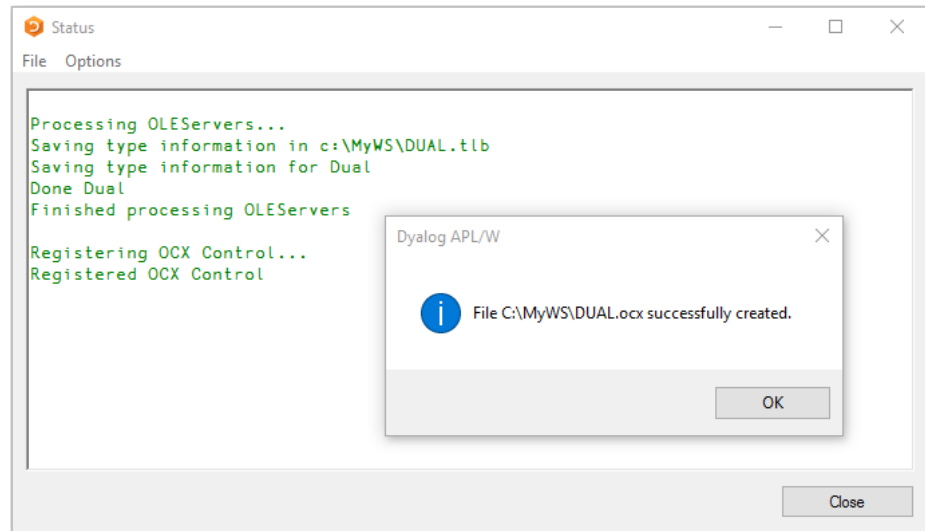 Status
File Options
Processing OLEServers...
Saving type information in c:\MyWS\DUAL.tlb
Saving type information for Dual
Done Dual
Finished processing OLEServers
Registering OCX Control...
Registered OCX Control
Dyalog APL/W
File C:\MyWS\DUAL.ocx successfully created.
OK
Close